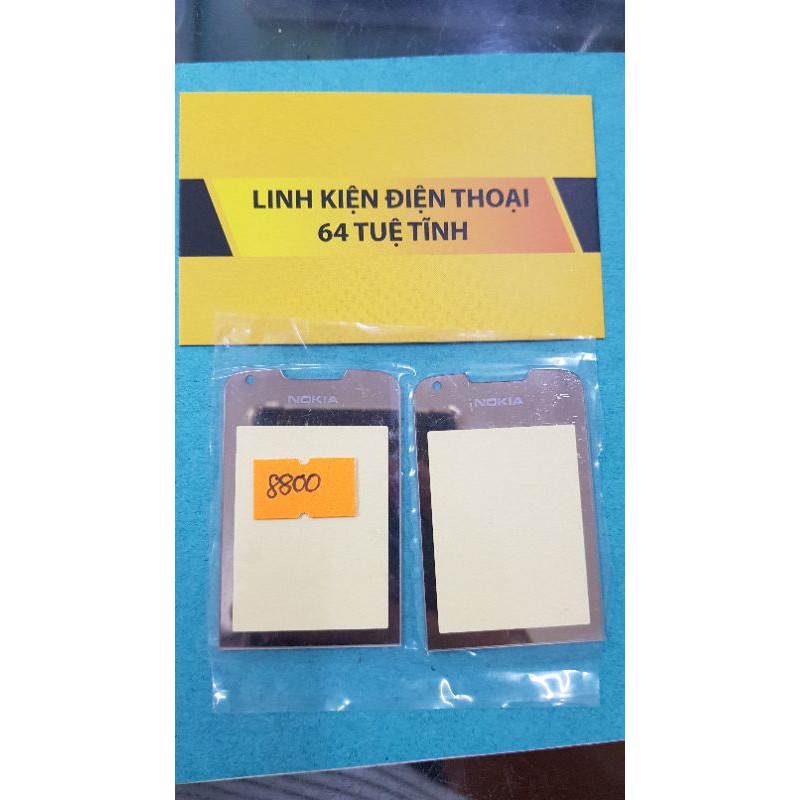 LINH KIỆN ĐIỆN THOẠI
64 TUỆ TĨNH
NOKIA
NOKIA
8800